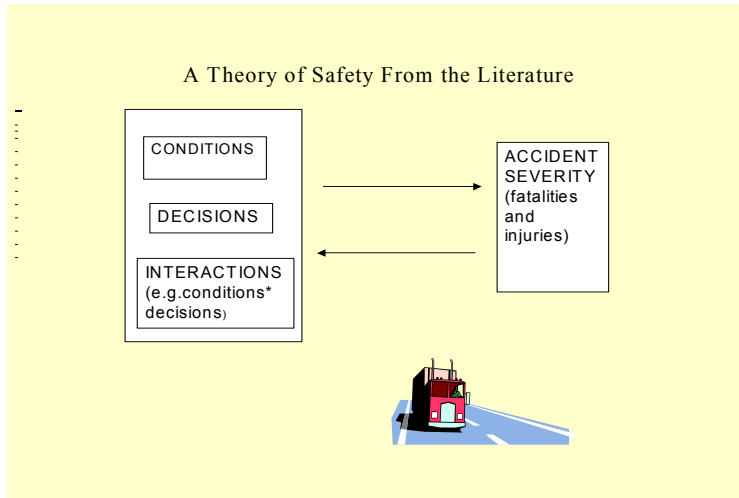 A Theory of Safety From the Literature
CONDITIONS
DECISIONS
INTERACTIONS
(e.g.conditions*
decisions)
ACCIDENT
SEVERITY
(fatalities
and
injuries)